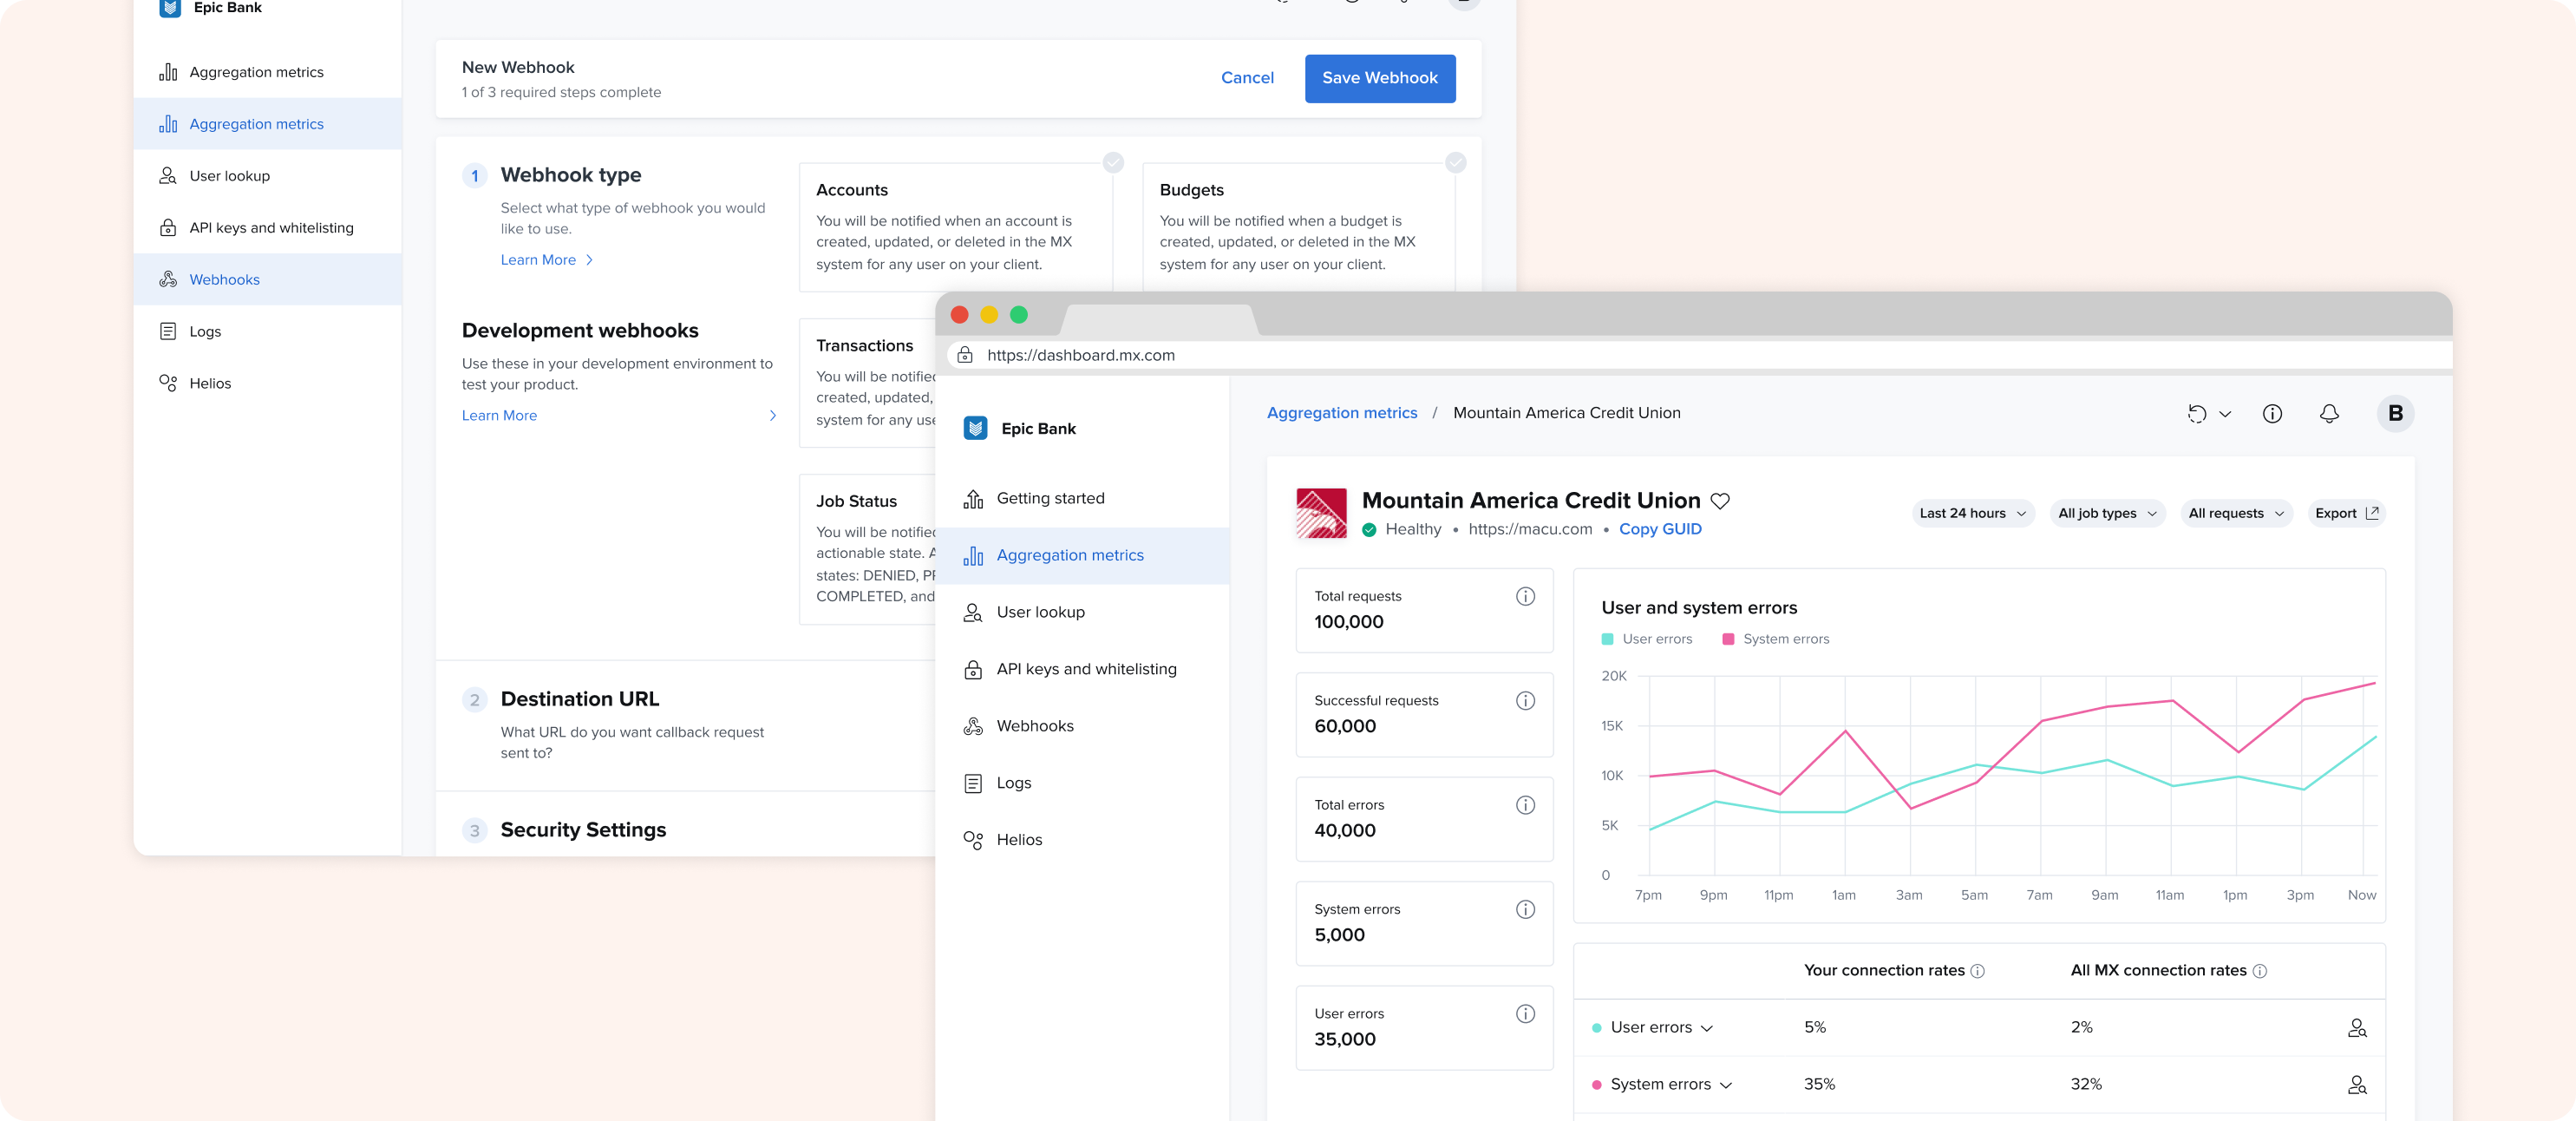 Epic Bank
Aggregation metrics
Aggregation metrics
User lookup
API keys and whitelisting
Webhooks
Logs
Helios
New Webhook
1 of 3 required steps complete
Cancel
Save Webhook
1
Webhook type
Select what type of webhook you would
like to use.
Learn More
Development webhooks
Use these in your development environment to
test your product.
Learn More
Accounts
You will be notified when an account is
created, updated, or deleted in the MX
system for any user on your client.
Budgets
You will be notified when a budget is
created, updated, or deleted in the MX
system for any user on your client.
Transactions
You will be
created, updated,
system for any
Job Status
You will be
actionable state.
states: DENIED,
COMPLETED, and
2
Destination URL
What URL do you want callback request
sent to?
3
Security Settings
https://dashboard.mx.com
Epic Bank
Getting started
Aggregation metrics
User lookup
API keys and whitelisting
Webhooks
Logs
Helios
Aggregation metrics / Mountain America Credit Union
B
Mountain America Credit Union
Healthy • https://macu.com • Copy GUID
Last 24 hours
All job types
All requests
Export
Total requests
100,000
Successful requests
60,000
Total errors
40,000
System errors
5,000
User errors
35,000
User and system errors
User errors
System errors
20K
15K
10K
5K
0
7pm 9pm 11pm 1am 3am 5am 7am 9am 11am 1pm 3pm Now
Your connection rates
All MX connection rates
User errors 5% 2%
System errors 35% 32%